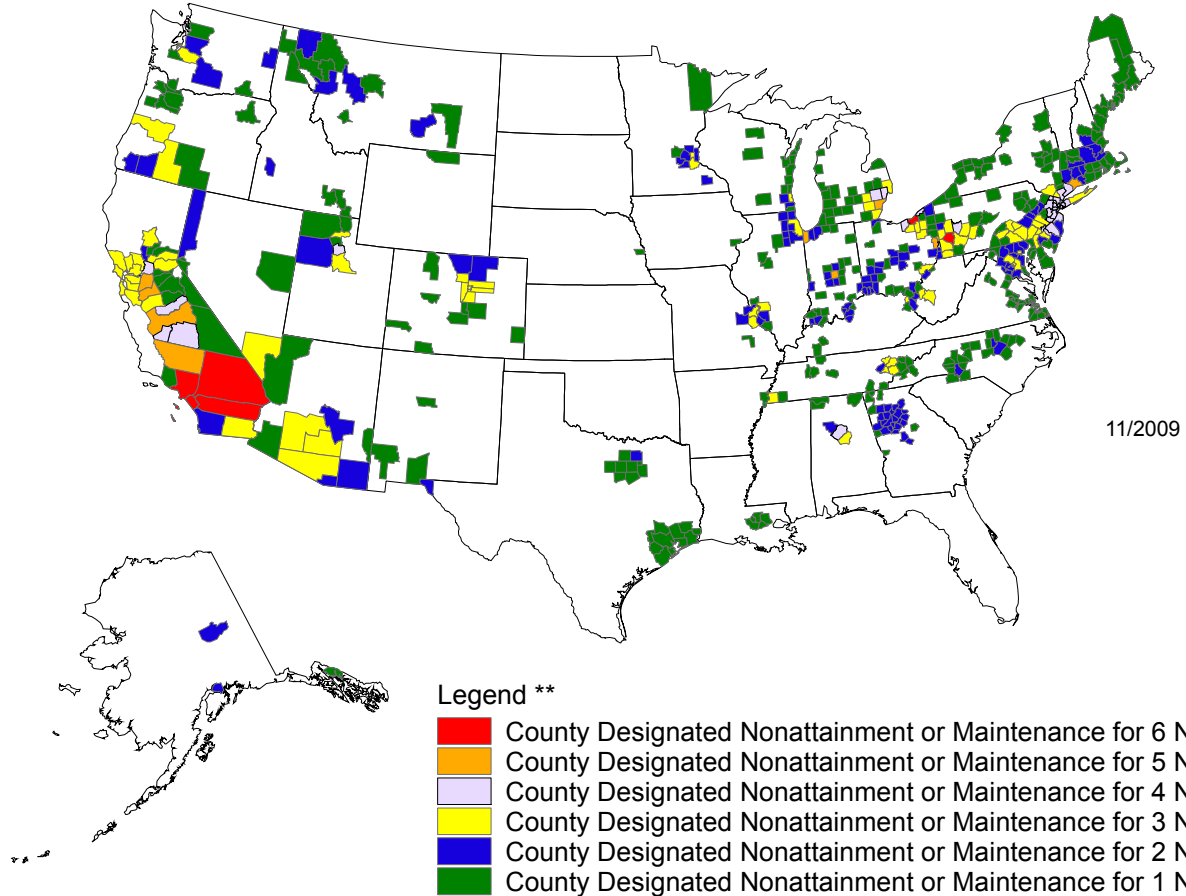 11/2009
Legend **
County Designated Nonattainment or Maintenance for 6 N
County Designated Nonattainment or Maintenance for 5 N
County Designated Nonattainment or Maintenance for 4 N
County Designated Nonattainment or Maintenance for 3 N
County Designated Nonattainment or Maintenance for 2 N
County Designated Nonattainment or Maintenance for 1 N